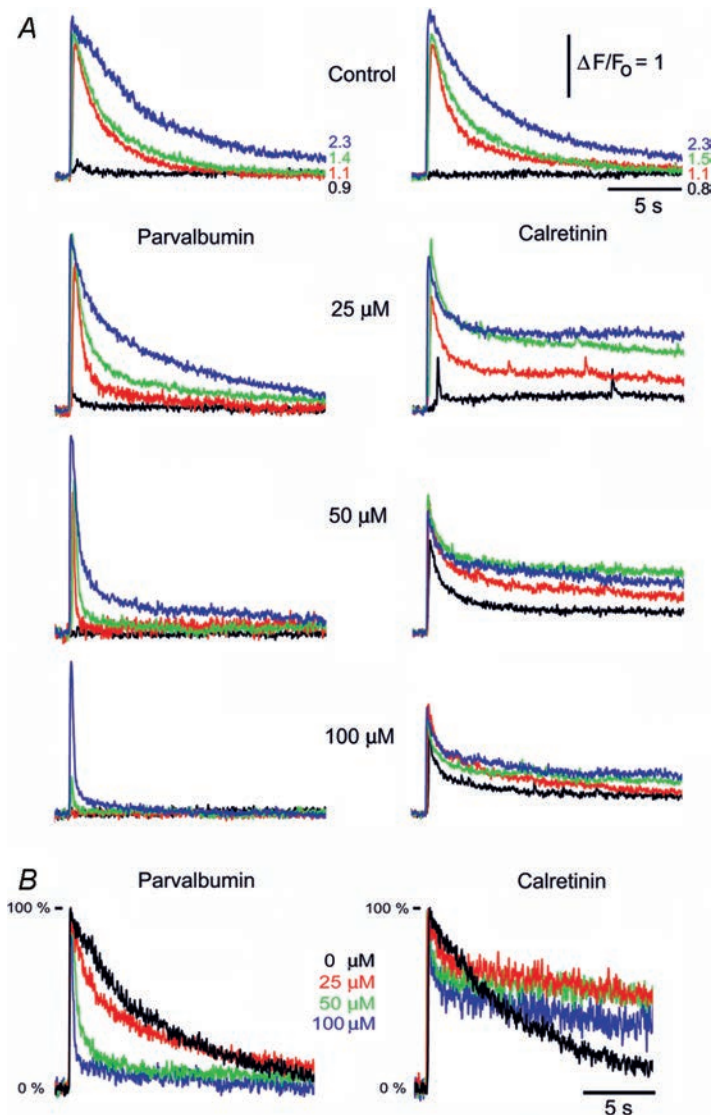 A
Control
ΔF/Fo = 1
2.3
1.4
1.1
0.9
2.3
1.5
1.1
0.8
5 s
Parvalbumin
Calretinin
25 µM
50 µM
100 µM
B
Parvalbumin
Calretinin
100 %
0 %
0 µM
25 µM
50 µM
100 µM
100 %
0 %
5 s